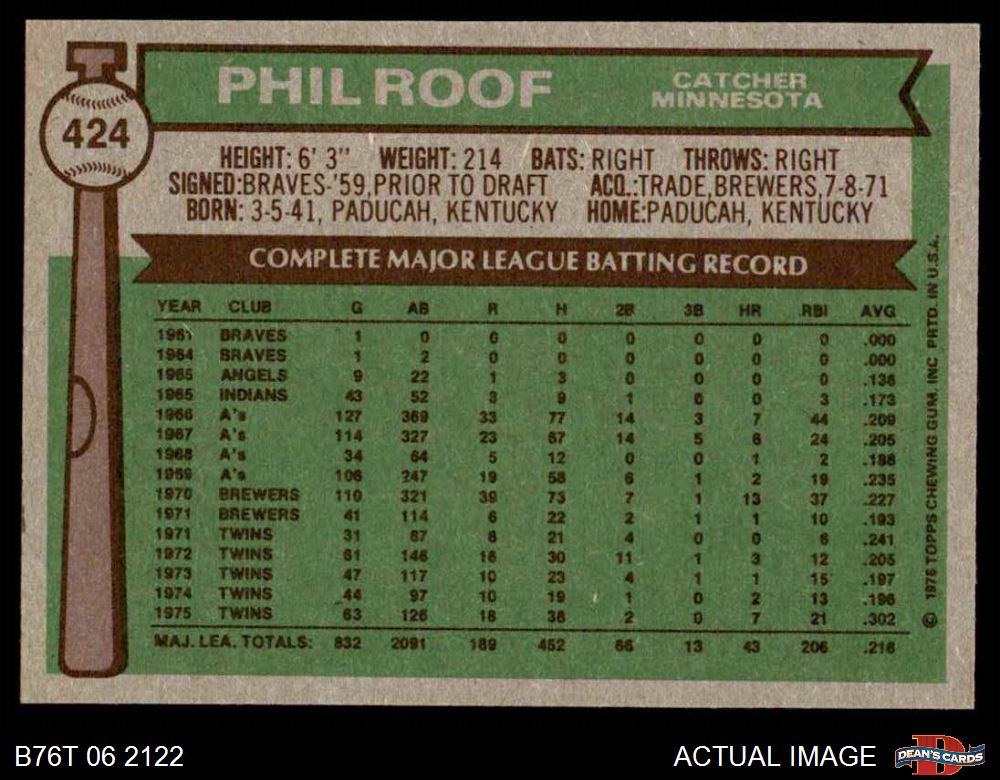 424
PHIL ROOF
CATCHER
MINNESOTA
HEIGHT: 6' 3" WEIGHT: 214 BATS: RIGHT THROWS: RIGHT
SIGNED:BRAVES-'59,PRIOR TO DRAFT ACQ.:TRADE,BREWERS,7-8-71
BORN: 3-5-41, PADUCAH, KENTUCKY HOME:PADUCAH, KENTUCKY
COMPLETE MAJOR LEAGUE BATTING RECORD
YEAR CLUB G AB R H 2B 3B HR RBI AVG
1961 BRAVES 1 0 0 0 0 0 0 0 .000
1964 BRAVES 1 2 0 0 0 0 0 0 .000
1965 ANGELS 9 22 1 3 0 0 0 0 .136
1965 INDIANS 43 52 3 9 1 0 0 3 .173
1966 A's 127 369 33 77 14 3 7 44 .209
1967 A's 114 327 23 67 14 5 6 24 .205
1968 A's 34 64 5 12 0 0 1 2 .188
1969 A's 106 247 19 58 6 1 2 19 .235
1970 BREWERS 110 321 39 73 7 1 13 37 .227
1971 BREWERS 41 114 6 22 2 1 1 10 .193
1971 TWINS 31 87 8 21 4 0 0 6 .241
1972 TWINS 61 146 16 30 11 1 3 12 .205
1973 TWINS 47 117 10 23 4 1 1 15 .197
1974 TWINS 44 97 10 19 1 0 2 13 .196
1975 TWINS 63 126 18 38 2 0 7 21 .302
MAJ. LEA. TOTALS: 832 2091 189 452 66 13 43 206 .216
© 1976 TOPPS CHEWING GUM, INC PRTD. IN U.S.A.
B76T 06 2122
ACTUAL IMAGE
DEAN'S CARDS